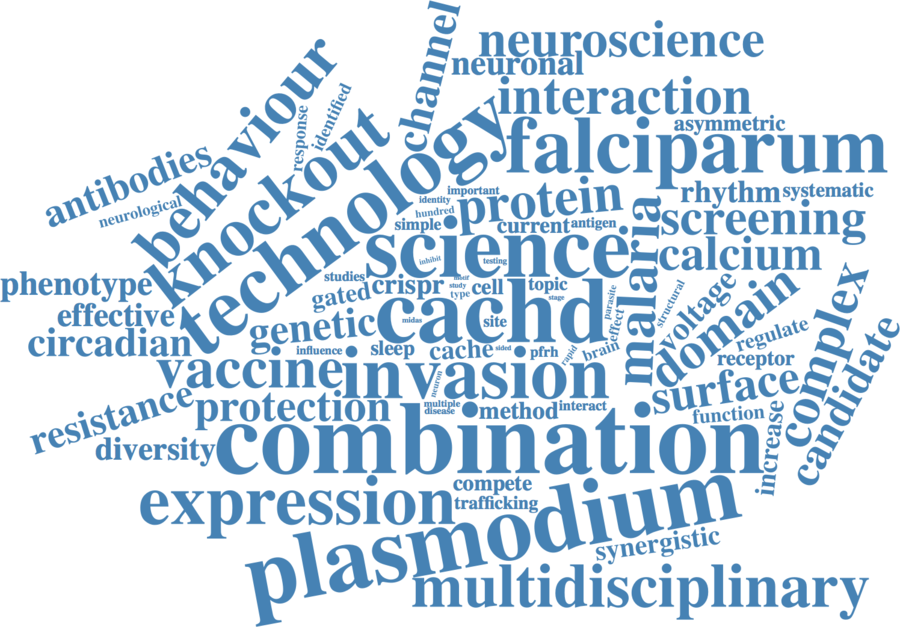 channel
neuroscience
neuronal
behaviour
response
identified
knockout
technology
interaction
asymmetric
falciparum
antibodies
neurological
important
identity
hundred
simple
protein
current
antigen
rhythm
systematic
screening
science
inhibit
testing
malaria
calcium
phenotype
studies
gated
crispr
itself
study
type
cell
topic
stage
parasite
effect
structural
voltage
domain
complex
effective
circadian
genetic
cachd
midas
site
regulate
candidate
influence
sleep
cache
sided
pfrh
rapid
brain
receptor
vaccine
invasion
neuron
surface
resistance
protection
multiple
disease
method
interact
function
increase
diversity
combination
expression
compete
trafficking
plasmodium
synergistic
multidisciplinary